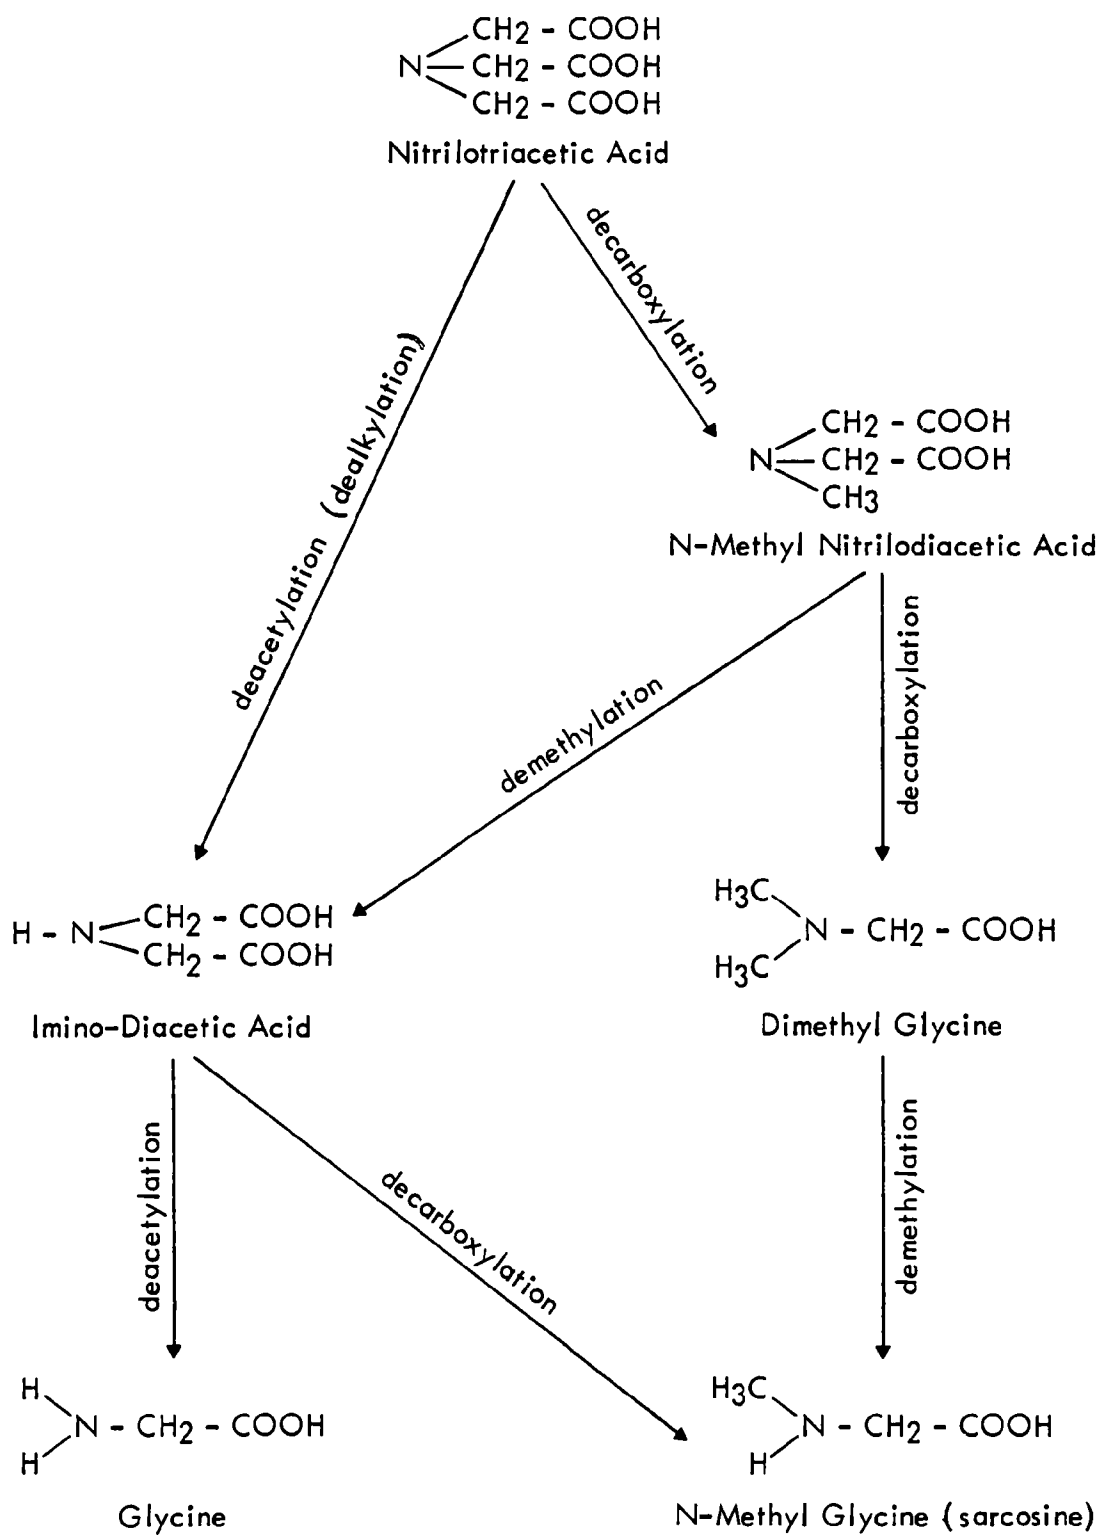 CH2 - COOH
N CH2 - COOH
CH2 - COOH
Nitrilotriacetic Acid
decarboxylation
deacetylation (dealkylation)
CH2 - COOH
N CH2 - COOH
CH3
N-Methyl Nitrilodiacetic Acid
demethylation
decarboxylation
CH2 - COOH
H - N
CH2 - COOH
Imino-Diacetic Acid
H3C
N - CH2 - COOH
H3C
Dimethyl Glycine
deacetylation
decarboxylation
demethylation
H
N - CH2 - COOH
H
Glycine
H3C
N - CH2 - COOH
H
N-Methyl Glycine (sarcosine)